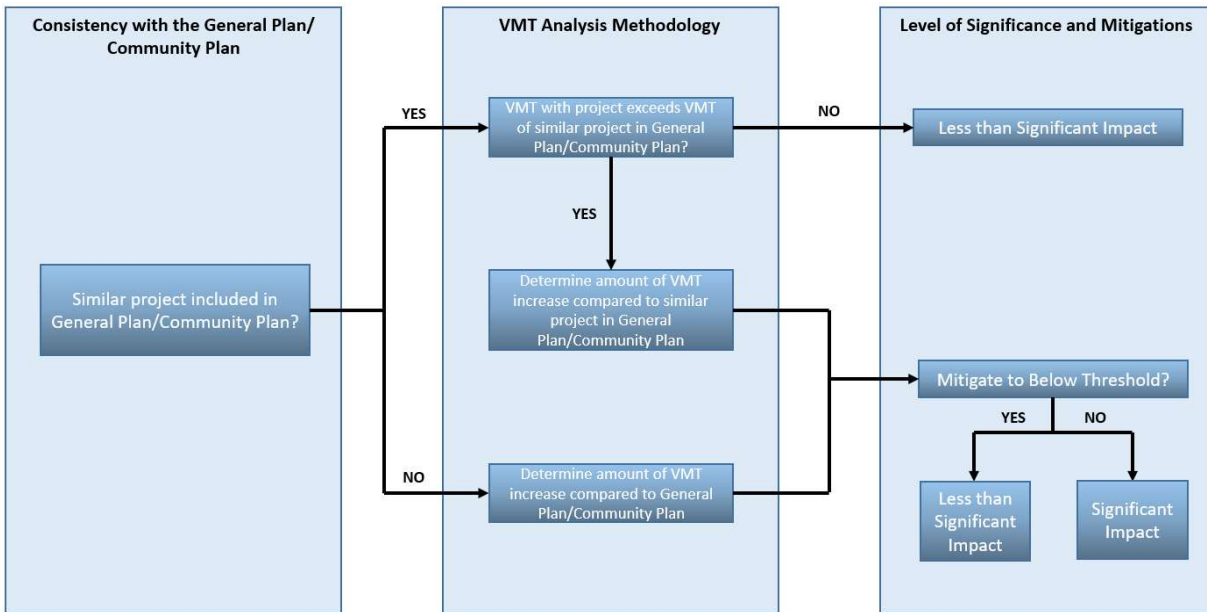 Consistency with the General Plan/
Community Plan
Similar project included in
General Plan/Community Plan?
YES
NO
VMT Analysis Methodology
VMT with project exceeds VMT
of similar project in General
Plan/Community Plan?
YES
Determine amount of VMT
increase compared to similar
project in General
Plan/Community Plan
Determine amount of VMT
increase compared to General
Plan/Community Plan
NO
Level of Significance and Mitigations
Less than Significant Impact
Mitigate to Below Threshold?
YES
NO
Less than
Significant
Impact
Significant
Impact